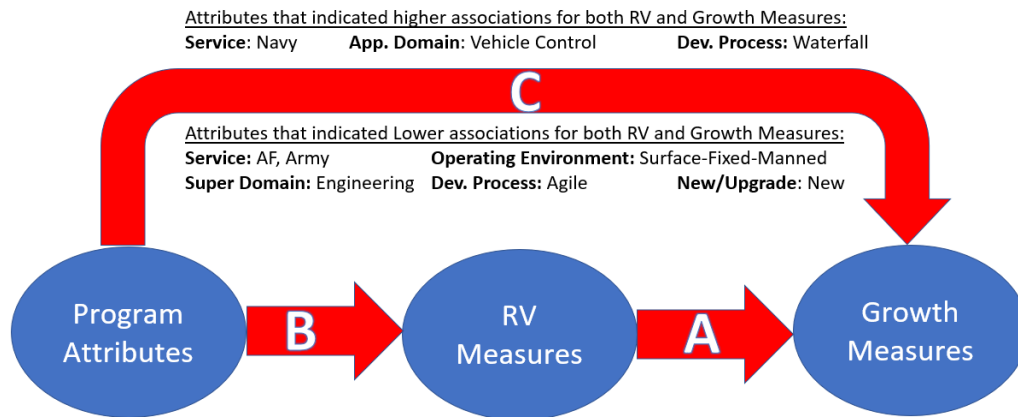 Attributes that indicated higher associations for both RV and Growth Measures:
Service: Navy App. Domain: Vehicle Control Dev. Process: Waterfall
C
Attributes that indicated Lower associations for both RV and Growth Measures:
Service: AF, Army Operating Environment: Surface-Fixed-Manned
Super Domain: Engineering Dev. Process: Agile New/Upgrade: New
Program
Attributes
B
RV
Measures
A
Growth
Measures